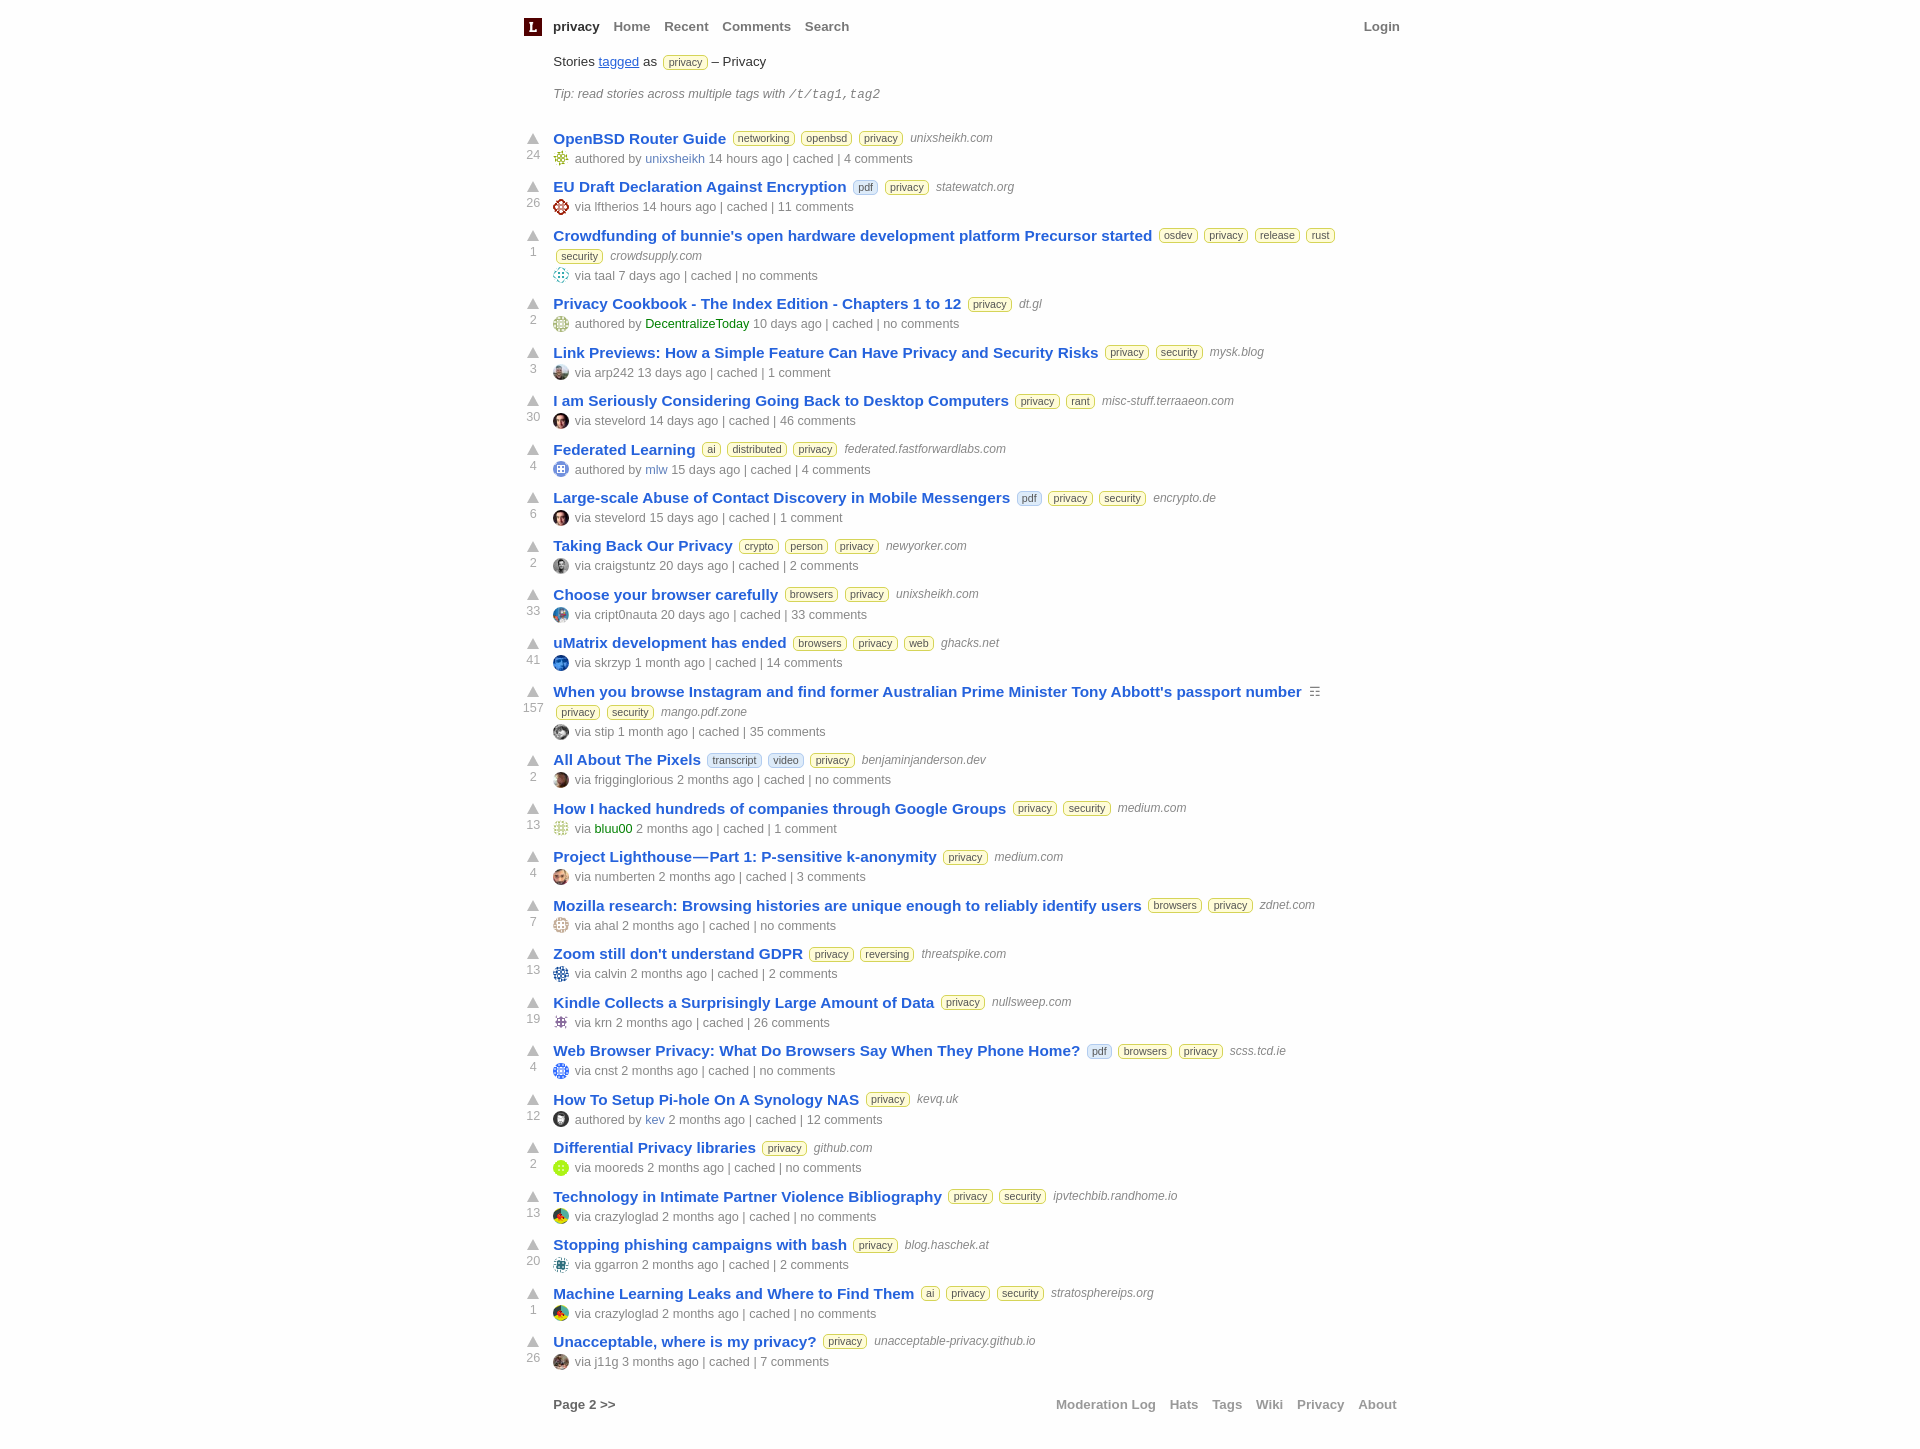 L privacy Home Recent Comments Search Login
Stories tagged as privacy – Privacy
Tip: read stories across multiple tags with /t/tag1,tag2
OpenBSD Router Guide networking openbsd privacy unixsheikh.com
24 authored by unixsheikh 14 hours ago | cached | 4 comments
EU Draft Declaration Against Encryption pdf privacy statewatch.org
26 via lftherios 14 hours ago | cached | 11 comments
Crowdfunding of bunnie's open hardware development platform Precursor started osdev privacy release rust
1 security crowdsupply.com
via taal 7 days ago | cached | no comments
Privacy Cookbook - The Index Edition - Chapters 1 to 12 privacy dt.gl
2 authored by DecentralizeToday 10 days ago | cached | no comments
Link Previews: How a Simple Feature Can Have Privacy and Security Risks privacy security mysk.blog
3 via arp242 13 days ago | cached | 1 comment
I am Seriously Considering Going Back to Desktop Computers privacy rant misc-stuff.terraaeon.com
30 via stevelord 14 days ago | cached | 46 comments
Federated Learning ai distributed privacy federated.fastforwardlabs.com
4 authored by mlw 15 days ago | cached | 4 comments
Large-scale Abuse of Contact Discovery in Mobile Messengers pdf privacy security encrypto.de
6 via stevelord 15 days ago | cached | 1 comment
Taking Back Our Privacy crypto person privacy newyorker.com
2 via craigstuntz 20 days ago | cached | 2 comments
Choose your browser carefully browsers privacy unixsheikh.com
33 via cript0nauta 20 days ago | cached | 33 comments
uMatrix development has ended browsers privacy web ghacks.net
41 via skrzyp 1 month ago | cached | 14 comments
When you browse Instagram and find former Australian Prime Minister Tony Abbott's passport number ☶
157 privacy security mango.pdf.zone
via stip 1 month ago | cached | 35 comments
All About The Pixels transcript video privacy benjaminjanderson.dev
2 via frigginglorious 2 months ago | cached | no comments
How I hacked hundreds of companies through Google Groups privacy security medium.com
13 via bluu00 2 months ago | cached | 1 comment
Project Lighthouse — Part 1: P-sensitive k-anonymity privacy medium.com
4 via numberten 2 months ago | cached | 3 comments
Mozilla research: Browsing histories are unique enough to reliably identify users browsers privacy zdnet.com
7 via ahal 2 months ago | cached | no comments
Zoom still don't understand GDPR privacy reversing threatspike.com
13 via calvin 2 months ago | cached | 2 comments
Kindle Collects a Surprisingly Large Amount of Data privacy nullsweep.com
19 via krn 2 months ago | cached | 26 comments
Web Browser Privacy: What Do Browsers Say When They Phone Home? pdf browsers privacy scss.tcd.ie
4 via cnst 2 months ago | cached | no comments
How To Setup Pi-hole On A Synology NAS privacy kevq.uk
12 authored by kev 2 months ago | cached | 12 comments
Differential Privacy libraries privacy github.com
2 via mooreds 2 months ago | cached | no comments
Technology in Intimate Partner Violence Bibliography privacy security ipvtechbib.randhome.io
13 via crazyloglad 2 months ago | cached | no comments
Stopping phishing campaigns with bash privacy blog.haschek.at
20 via ggarron 2 months ago | cached | 2 comments
Machine Learning Leaks and Where to Find Them ai privacy security stratosphereips.org
1 via crazyloglad 2 months ago | cached | no comments
Unacceptable, where is my privacy? privacy unacceptable-privacy.github.io
26 via j11g 3 months ago | cached | 7 comments
Page 2 >> Moderation Log Hats Tags Wiki Privacy About